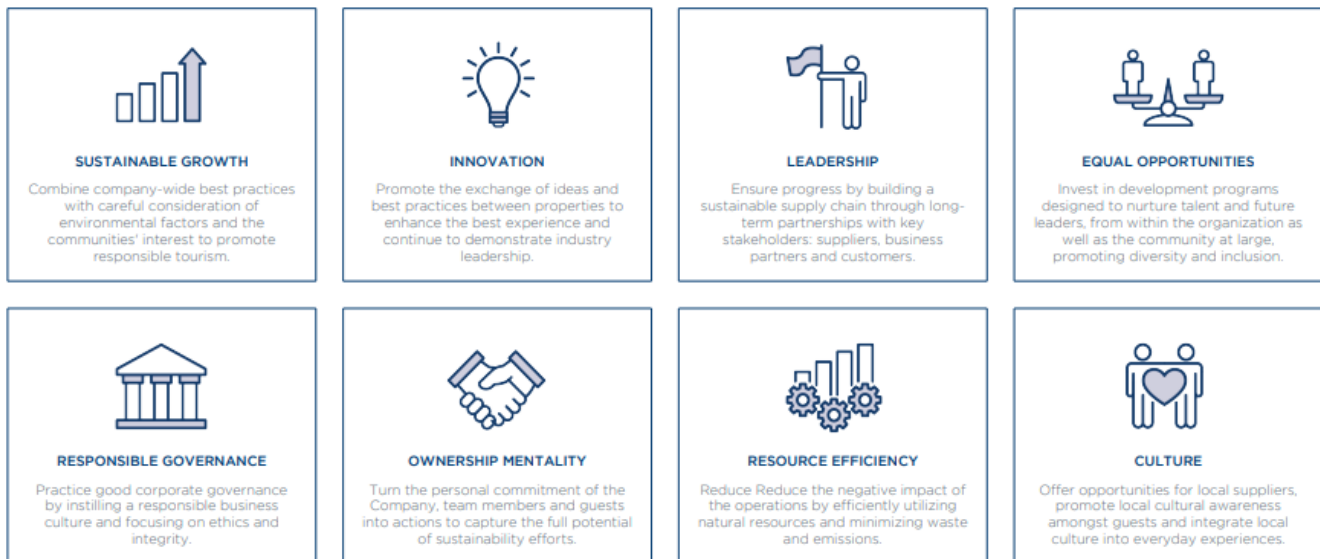 SUSTAINABLE GROWTH
Combine company-wide best practices
with careful consideration of
environmental factors and the
communities' interest to promote
responsible tourism.
INNOVATION
Promote the exchange of ideas and
best practices between properties to
enhance the best experience and
continue to demonstrate industry
leadership.
LEADERSHIP
Ensure progress by building a
sustainable supply chain through long-
term partnerships with key
stakeholders: suppliers, business
partners and customers.
EQUAL OPPORTUNITIES
Invest in development programs
designed to nurture talent and future
leaders, from within the organization as
well as the community at large,
promoting diversity and inclusion.
RESPONSIBLE GOVERNANCE
Practice good corporate governance
by instilling a responsible business
culture and focusing on ethics and
integrity.
OWNERSHIP MENTALITY
Turn the personal commitment of the
Company, team members and guests
into actions to capture the full potential
of sustainability efforts.
RESOURCE EFFICIENCY
Reduce Reduce the negative impact of
the operations by efficiently utilizing
natural resources and minimizing waste
and emissions.
CULTURE
Offer opportunities for local suppliers,
promote local cultural awareness
amongst guests and integrate local
culture into everyday experiences.